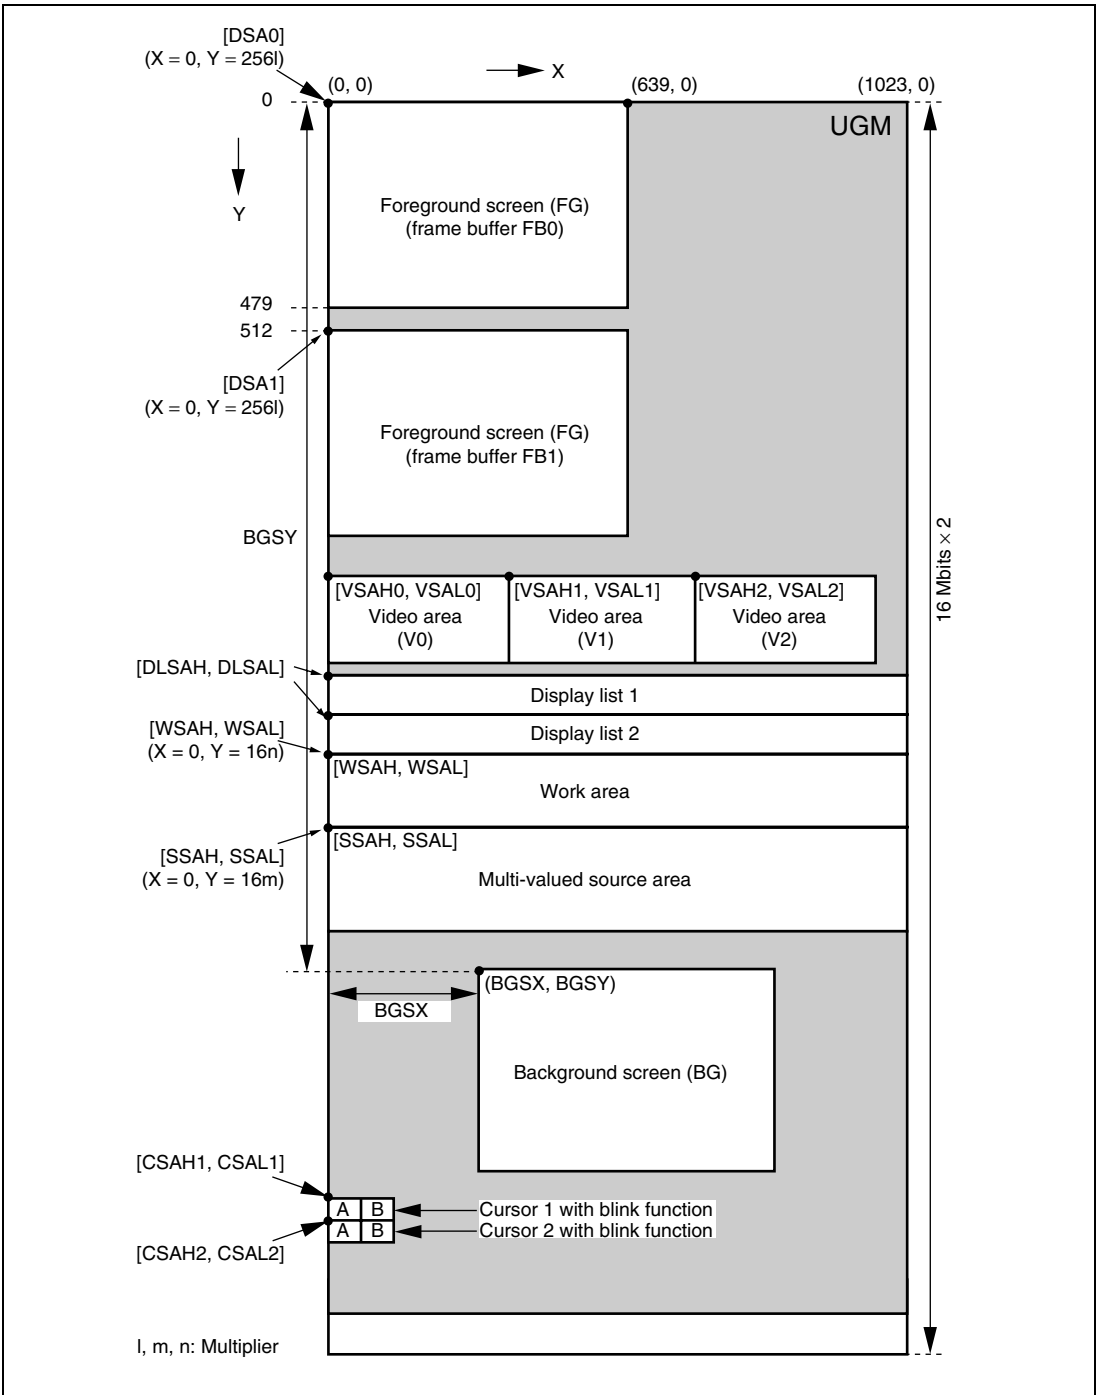 [DSA0]
(X = 0, Y = 256l)
X
(0, 0)
(639, 0)
(1023, 0)
0
UGM
Y
Foreground screen (FG)
(frame buffer FB0)
479
512
[DSA1]
(X = 0, Y = 256l)
Foreground screen (FG)
(frame buffer FB1)
BGSY
16 Mbits × 2
[VSAH0, VSAL0]
Video area
(V0)
[VSAH1, VSAL1]
Video area
(V1)
[VSAH2, VSAL2]
Video area
(V2)
[DLSAH, DLSAL]
Display list 1
Display list 2
[WSAH, WSAL]
(X = 0, Y = 16n)
[WSAH, WSAL]
Work area
[SSAH, SSAL]
(X = 0, Y = 16m)
[SSAH, SSAL]
Multi-valued source area
(BGSX, BGSY)
BGSX
Background screen (BG)
[CSAH1, CSAL1]
A B
Cursor 1 with blink function
A B
Cursor 2 with blink function
[CSAH2, CSAL2]
l, m, n: Multiplier